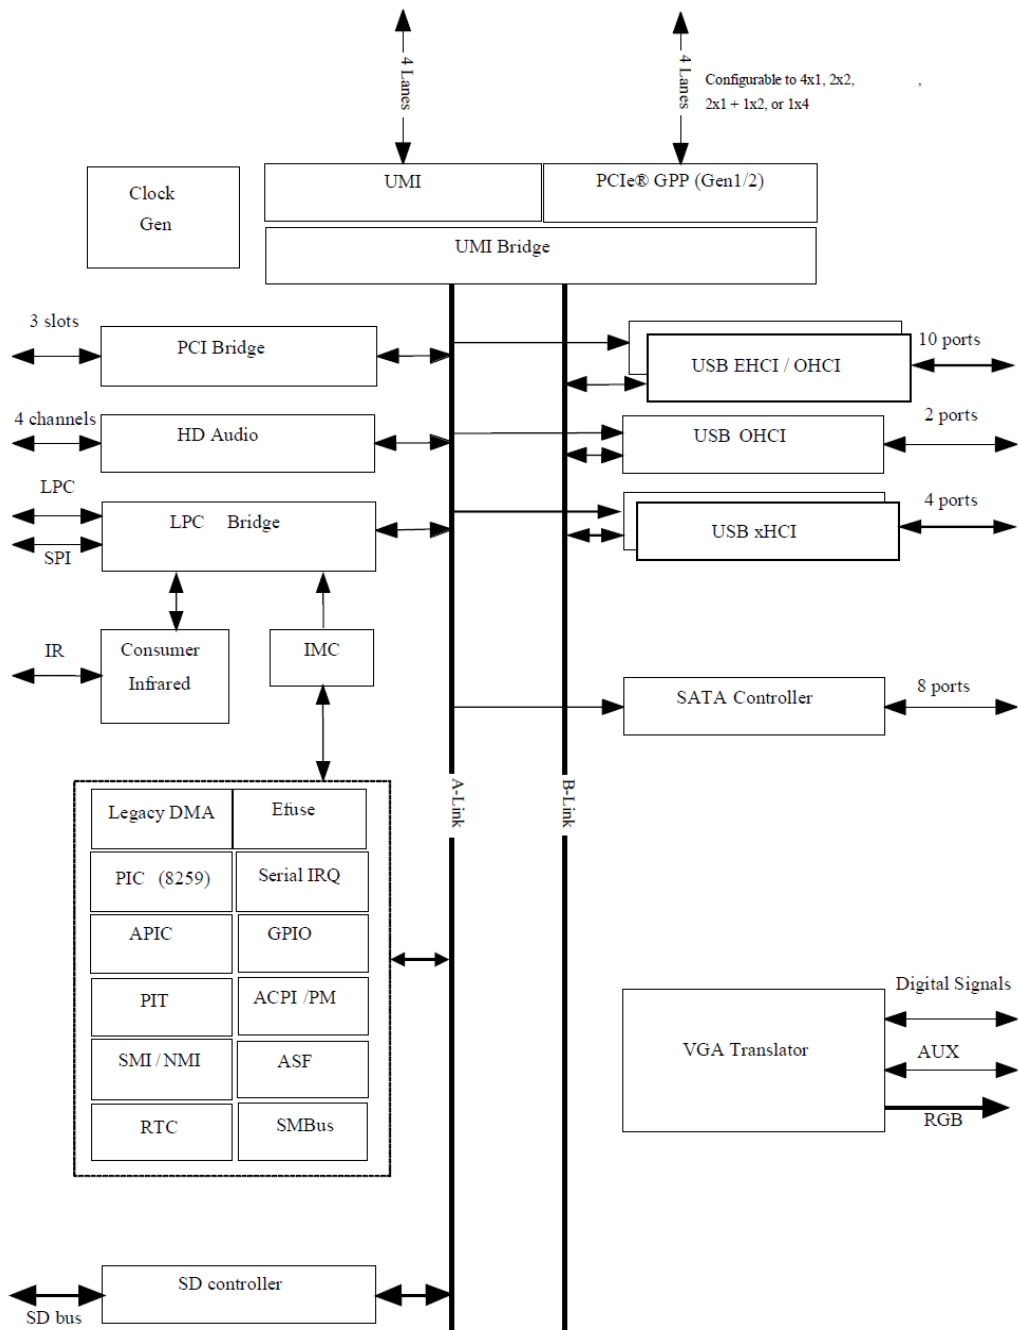 4 Lanes
4 Lanes
Configurable to 4x1, 2x2, ,
2x1 + 1x2, or 1x4
Clock
Gen
UMI
PCIe® GPP (Gen1/2)
UMI Bridge
3 slots
PCI Bridge
USB EHCI / OHCI
10 ports
4 channels
HD Audio
USB OHCI
2 ports
LPC
SPI
LPC Bridge
USB xHCI
4 ports
IR
Consumer
Infrared
IMC
SATA Controller
8 ports
A-Link
B-Link
Legacy DMA
Efuse
PIC (8259)
Serial IRQ
APIC
GPIO
PIT
ACPI /PM
SMI / NMI
ASF
RTC
SMBus
VGA Translator
Digital Signals
AUX
RGB
SD controller
SD bus